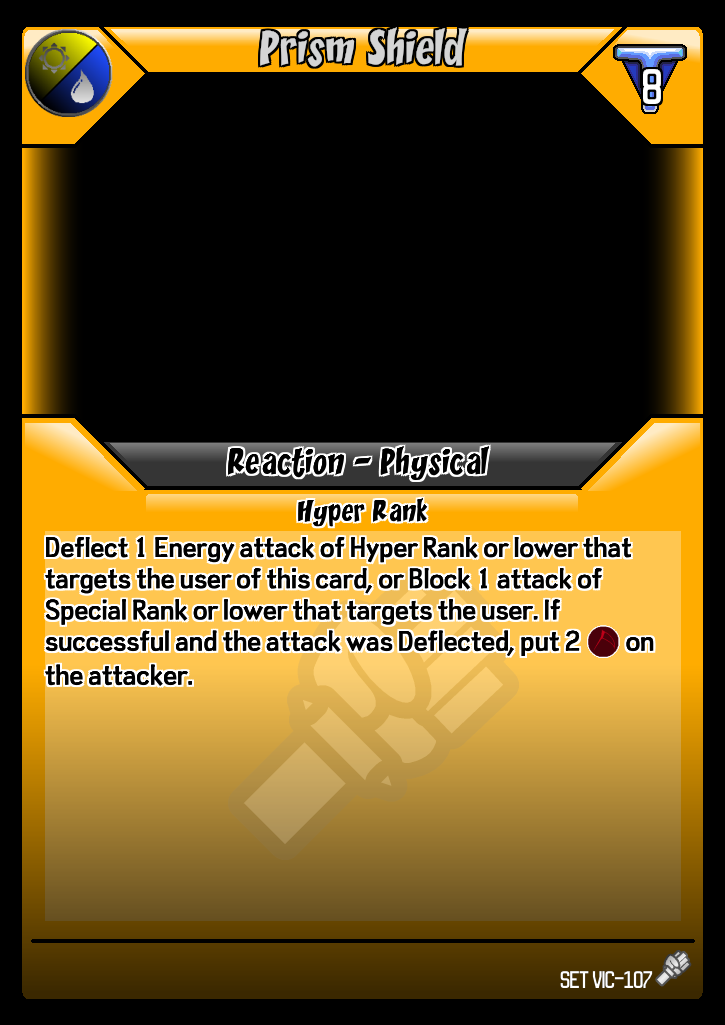 Prism Shield
8
Reaction - Physical
Hyper Rank
Deflect 1 Energy attack of Hyper Rank or lower that
targets the user of this card, or Block 1 attack of
Special Rank or lower that targets the user. If
successful and the attack was Deflected, put 2 on
the attacker.
SET VIC-107